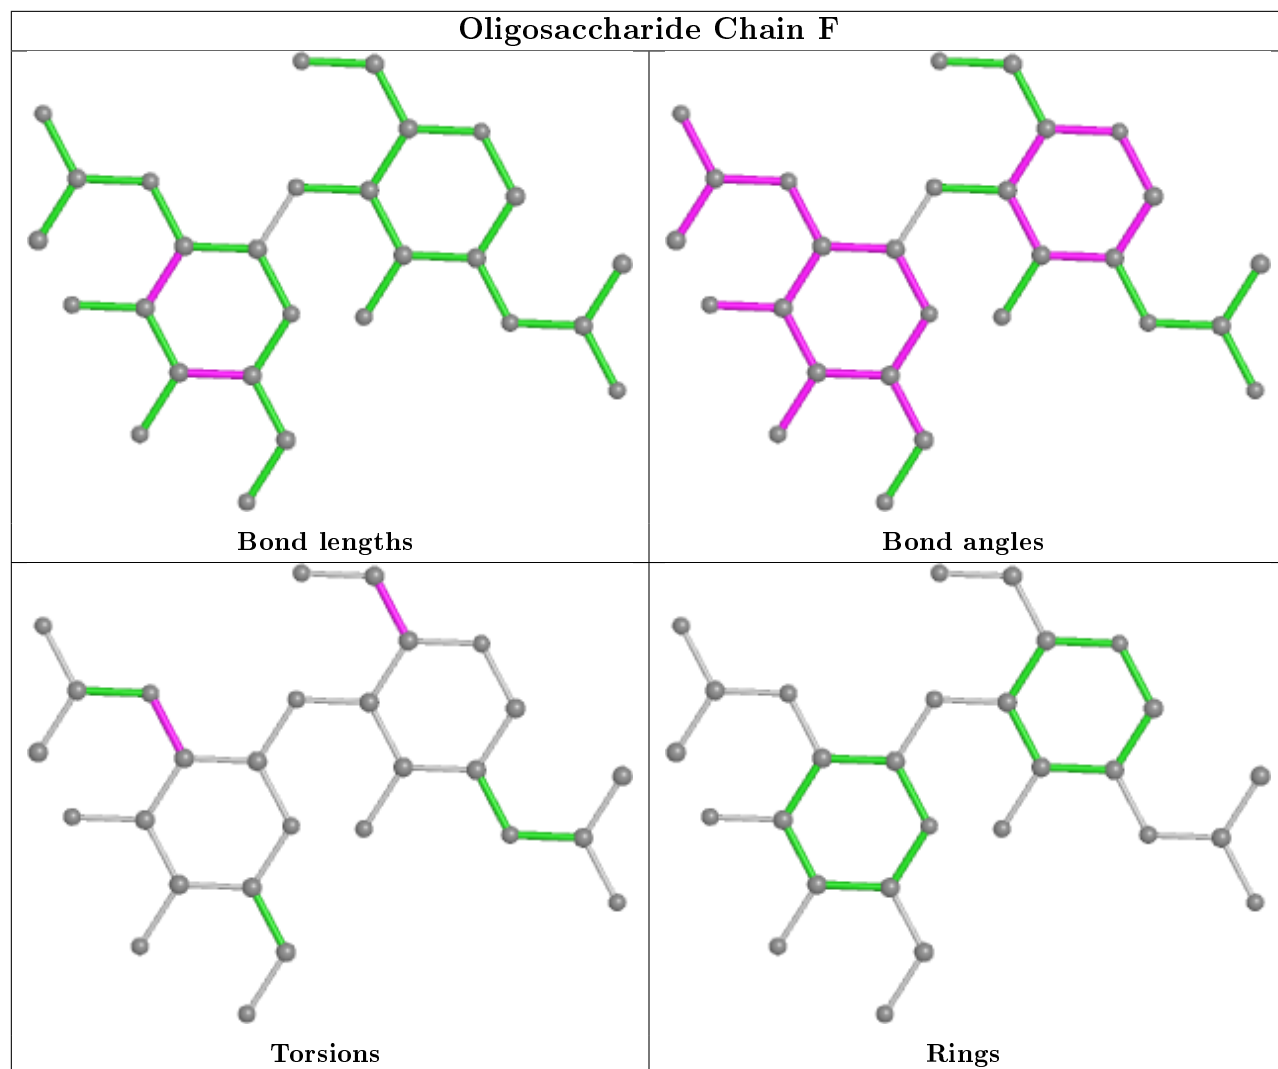 Oligosaccharide Chain F
Bond lengths
Bond angles
Torsions
Rings